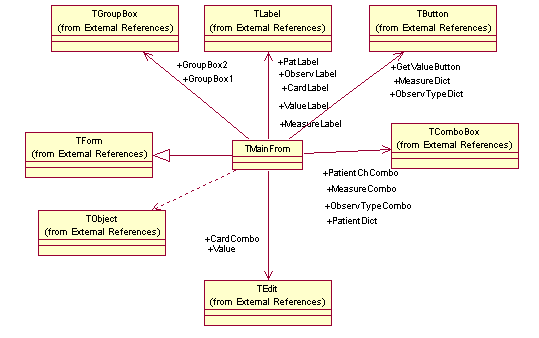 TGroupBox
(from External References)
TLabel
(from External References)
TButton
(from External References)
+GroupBox2
+GroupBox1
+PatLabel
+ObservLabel
+CardLabel
+ValueLabel
+MeasureLabel
+GetValueButton
+MeasureDict
+ObservTypeDict
TForm
(from External References)
TMainFrom
TComboBox
(from External References)
+PatientChCombo
+MeasureCombo
+ObservTypeCombo
+PatientDict
TObject
(from External References)
+CardCombo
+Value
TEdit
(from External References)